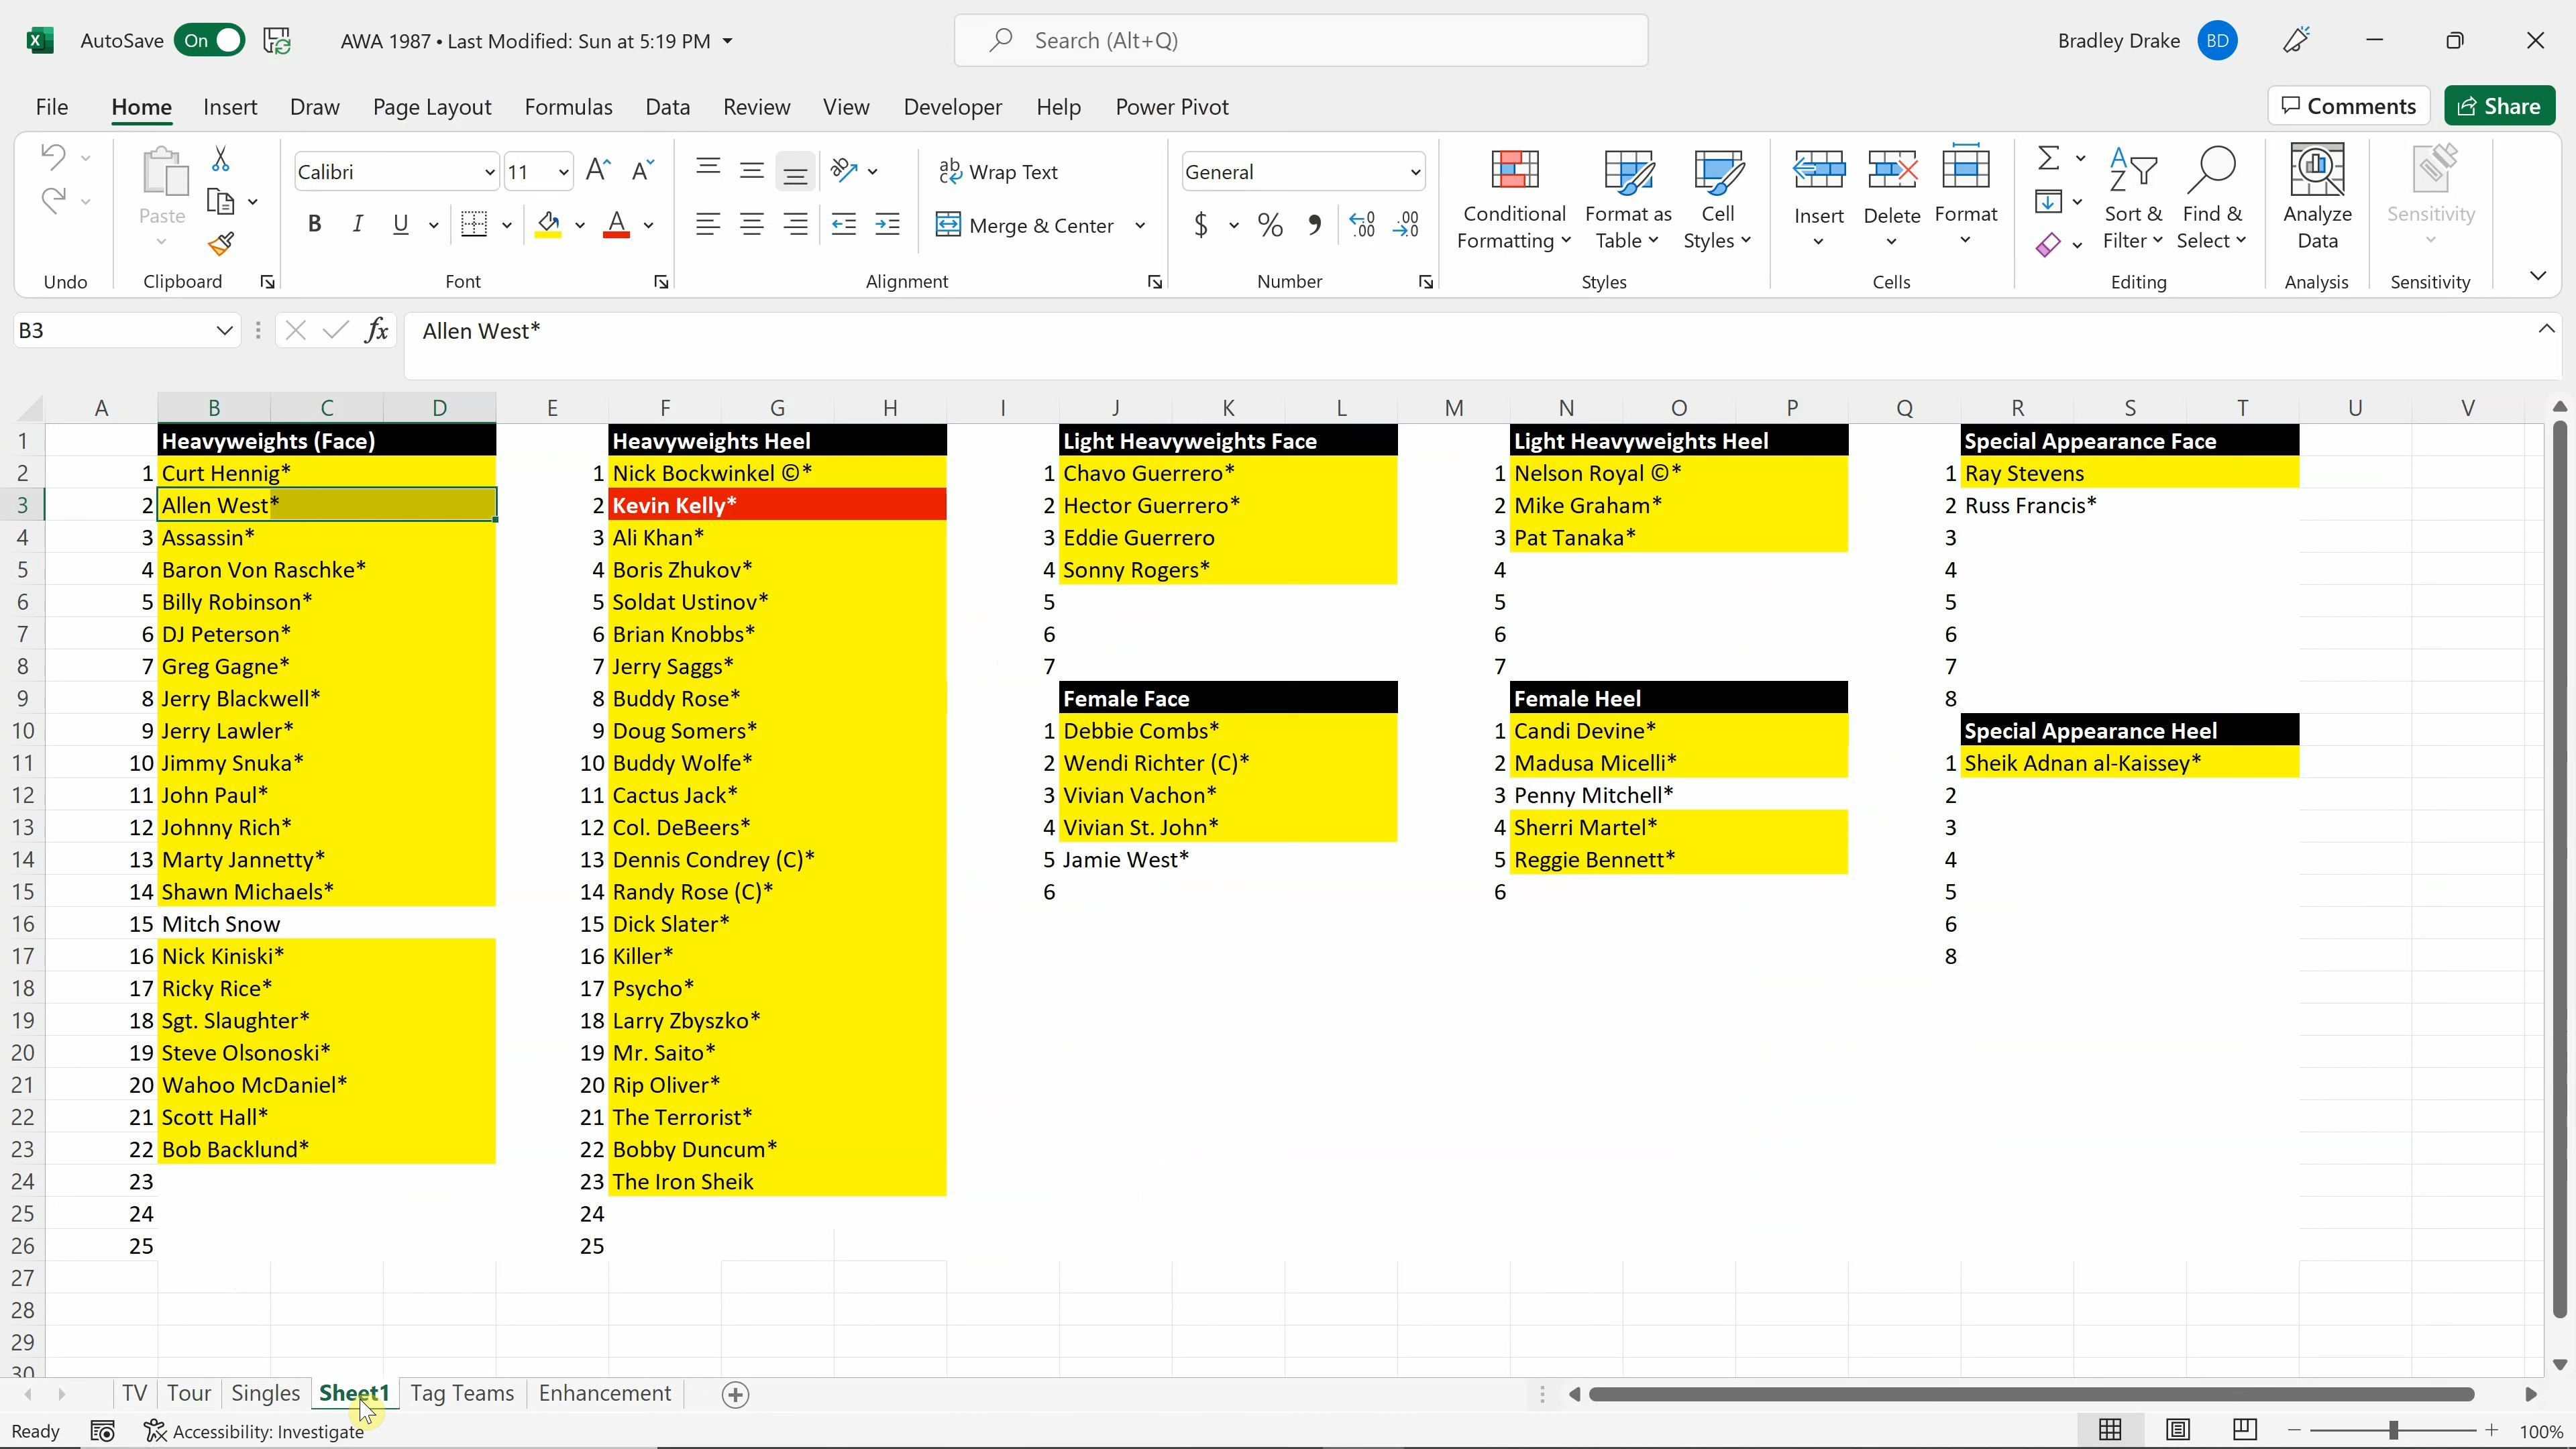 AutoSave On AWA 1987 • Last Modified: Sun at 5:19 PM Search (Alt+Q) Bradley Drake BD
File Home Insert Draw Page Layout Formulas Data Review View Developer Help Power Pivot Comments Share
Calibri 11 Wrap Text General
Paste B I U Merge & Center $ % Conditional Formatting Format as Table Cell Styles Insert Delete Format Sort & Filter Find & Select Analyze Data Sensitivity
Undo Clipboard Font Alignment Number Styles Cells Editing Analysis Sensitivity
B3 fx Allen West*
A B C D E F G H I J K L M N O P Q R S T U V
1 Heavyweights (Face) Heavyweights Heel Light Heavyweights Face Light Heavyweights Heel Special Appearance Face
2 1 Curt Hennig* 1 Nick Bockwinkel ©* 1 Chavo Guerrero* 1 Nelson Royal ©* 1 Ray Stevens
3 2 Allen West* 2 Kevin Kelly* 2 Hector Guerrero* 2 Mike Graham* 2 Russ Francis*
4 3 Assassin* 3 Ali Khan* 3 Eddie Guerrero 3 Pat Tanaka* 3
5 4 Baron Von Raschke* 4 Boris Zhukov* 4 Sonny Rogers* 4 4
6 5 Billy Robinson* 5 Soldat Ustinov* 5 5 5
7 6 DJ Peterson* 6 Brian Knobbs* 6 6 6
8 7 Greg Gagne* 7 Jerry Saggs* 7 7 7
9 8 Jerry Blackwell* 8 Buddy Rose* Female Face Female Heel 8
10 9 Jerry Lawler* 9 Doug Somers* 1 Debbie Combs* 1 Candi Devine* Special Appearance Heel
11 10 Jimmy Snuka* 10 Buddy Wolfe* 2 Wendi Richter (C)* 2 Madusa Micelli* 1 Sheik Adnan al-Kaissey*
12 11 John Paul* 11 Cactus Jack* 3 Vivian Vachon* 3 Penny Mitchell* 2
13 12 Johnny Rich* 12 Col. DeBeers* 4 Vivian St. John* 4 Sherri Martel* 3
14 13 Marty Jannetty* 13 Dennis Condrey (C)* 5 Jamie West* 5 Reggie Bennett* 4
15 14 Shawn Michaels* 14 Randy Rose (C)* 6 6 5
16 15 Mitch Snow 15 Dick Slater* 6
17 16 Nick Kiniski* 16 Killer* 8
18 17 Ricky Rice* 17 Psycho*
19 18 Sgt. Slaughter* 18 Larry Zbyszko*
20 19 Steve Olsonoski* 19 Mr. Saito*
21 20 Wahoo McDaniel* 20 Rip Oliver*
22 21 Scott Hall* 21 The Terrorist*
23 22 Bob Backlund* 22 Bobby Duncum*
24 23 23 The Iron Sheik
25 24 24
26 25 25
27
28
29
30
TV Tour Singles Sheet1 Tag Teams Enhancement
Ready Accessibility: Investigate 100%